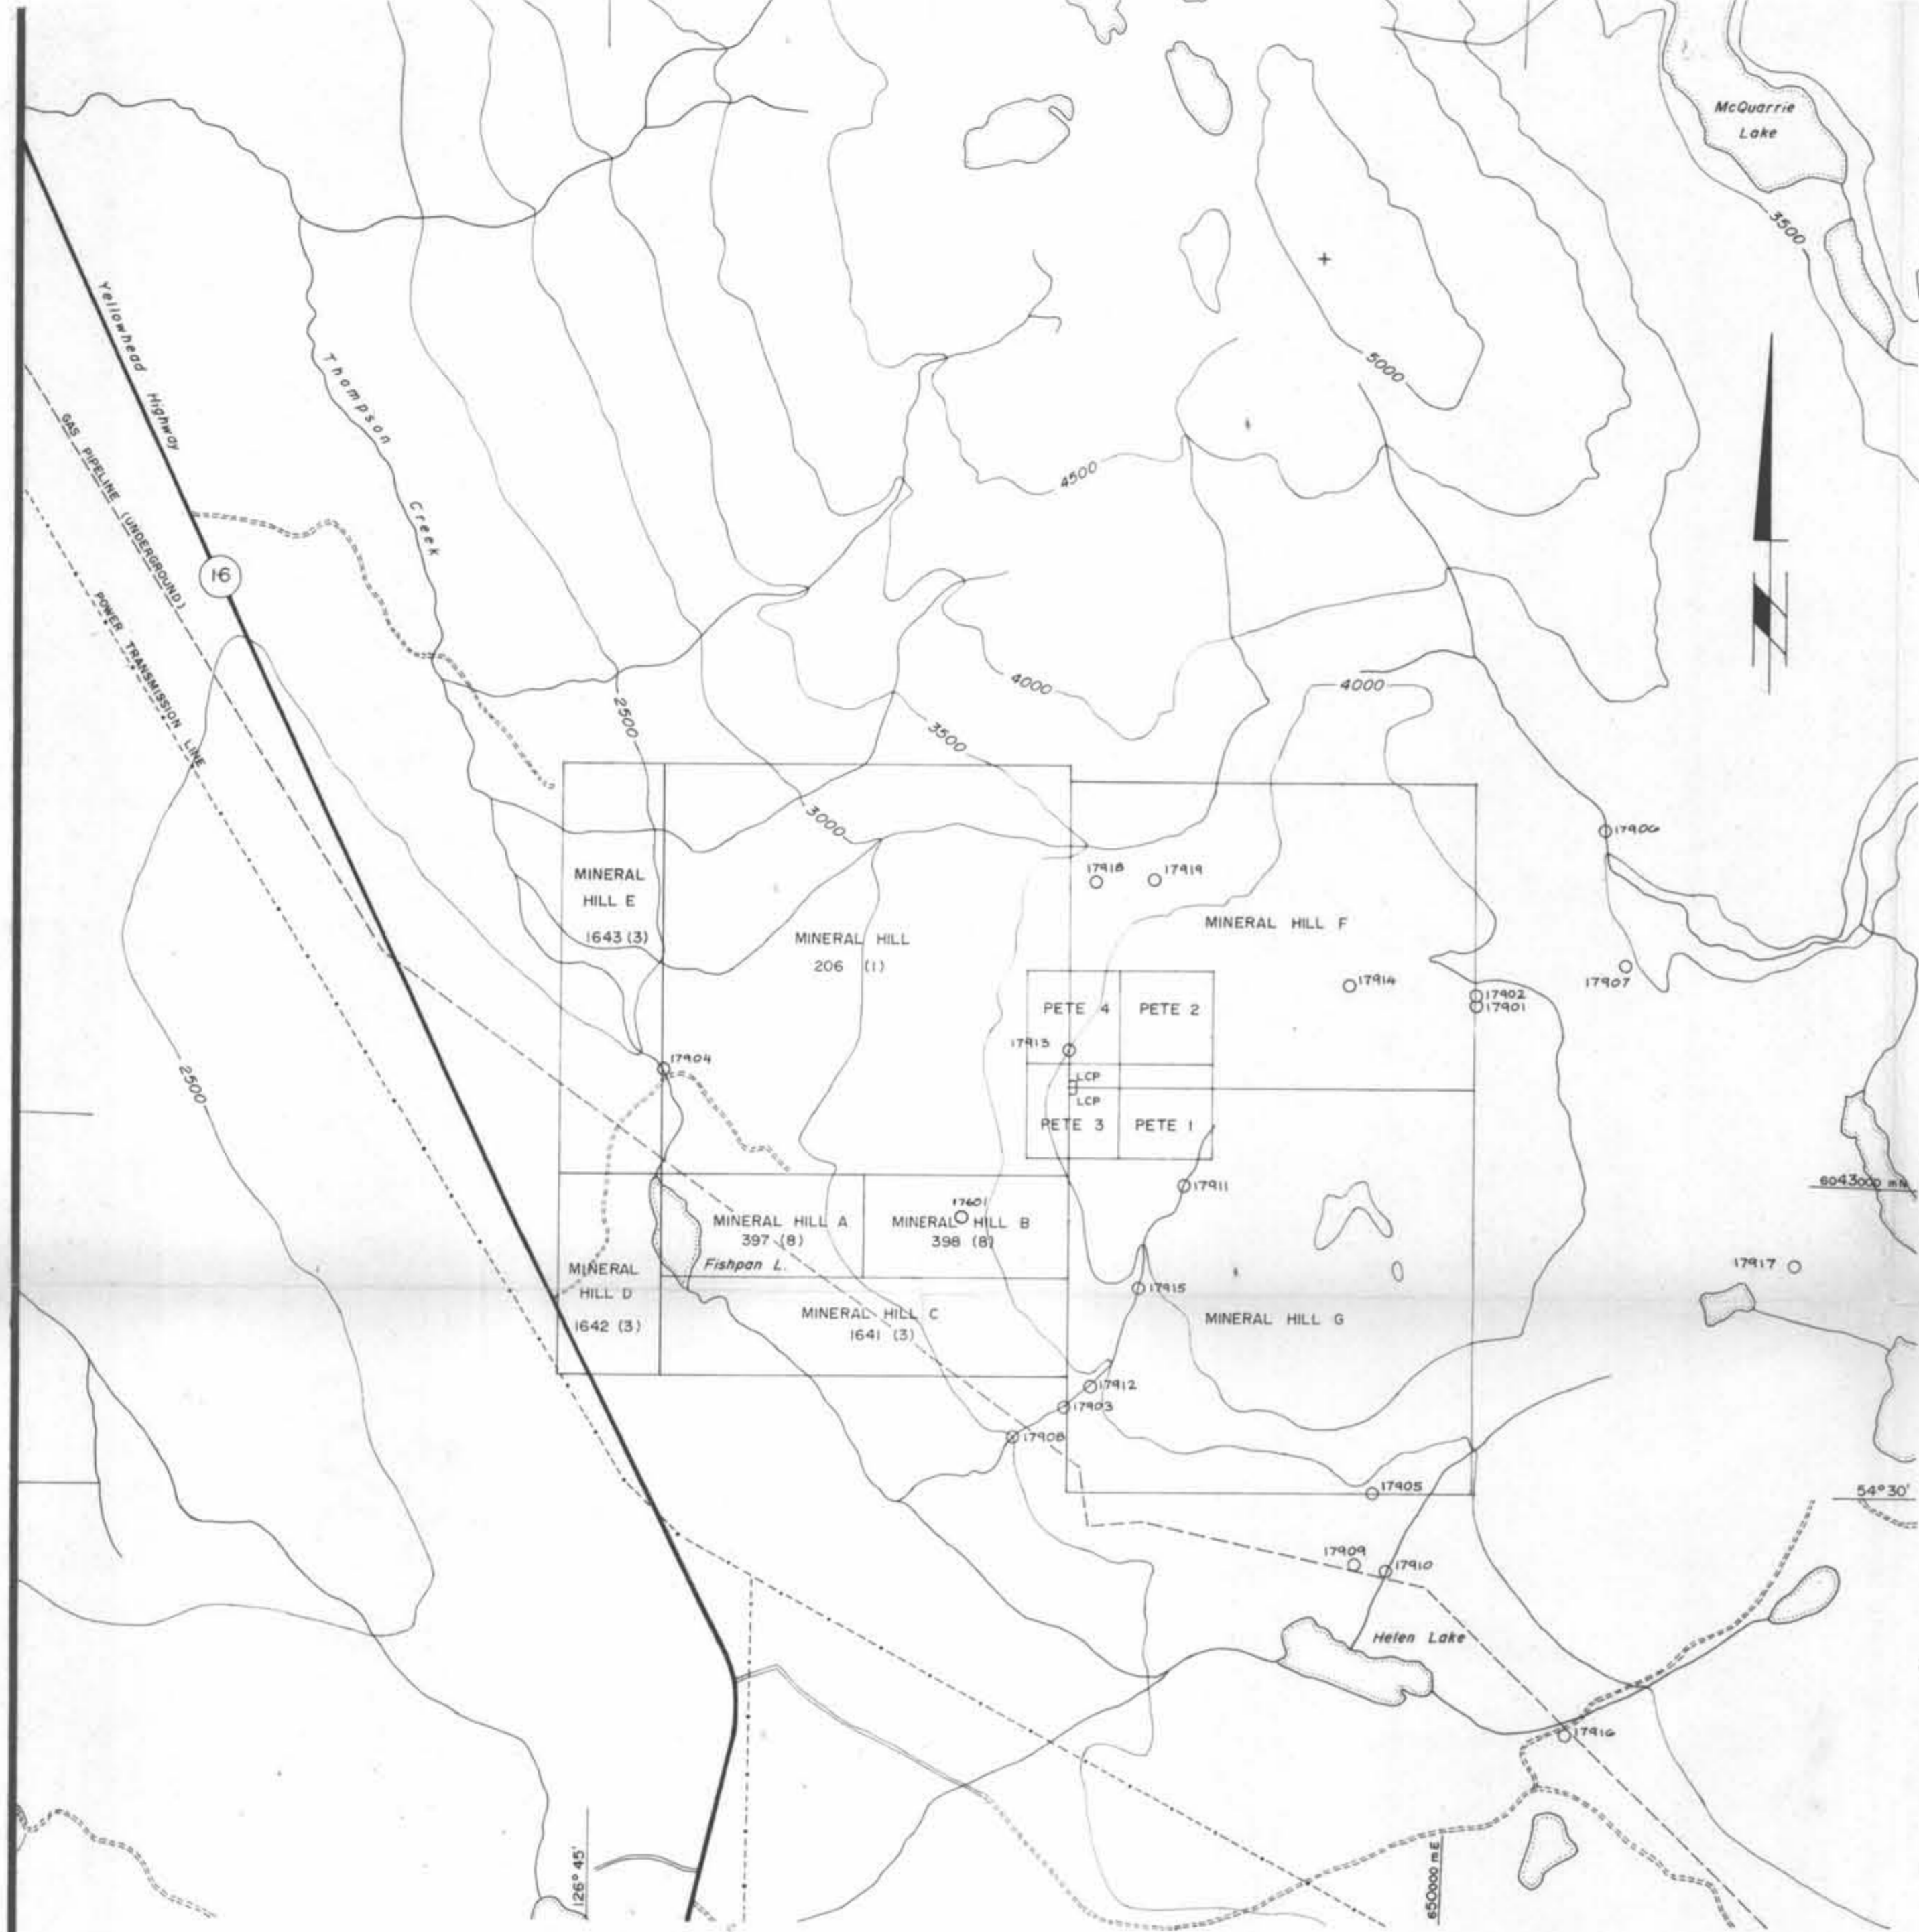 McQuarrie
Lake
3500
Yellowhead Highway
Thompson
Creek
GAS PIPELINE (UNDERGROUND)
POWER TRANSMISSION LINE
16
5000
4500
4000
4000
2500
3500
3000
17906
17918
17919
MINERAL
HILL E
1643 (3)
MINERAL HILL
206 (1)
MINERAL HILL F
17907
17914
17902
17901
PETE 4
PETE 2
17913
LCP
LCP
PETE 3
PETE 1
17904
2500
17911
6043000 mN
17601
MINERAL HILL A
397 (8)
MINERAL HILL B
398 (8)
Fishpan L.
MINERAL
HILL D
1642 (3)
MINERAL HILL C
1641 (3)
17915
17917
MINERAL HILL G
17912
17903
17908
17905
54°30'
17909
17910
Helen Lake
17916
126° 45'
650000 mE